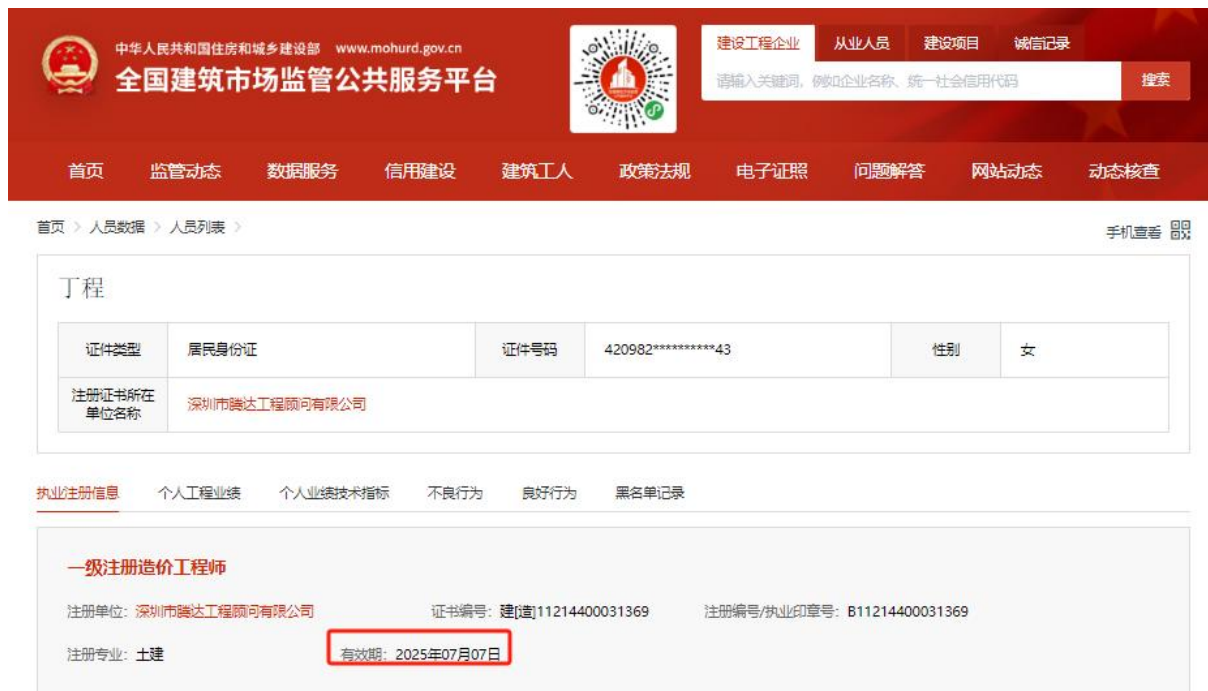 中华人民共和国住房和城乡建设部 www.mohurd.gov.cn
全国建筑市场监管公共服务平台
建设工程企业 从业人员 建设项目 诚信记录
请输入关键词，例如企业名称、统一社会信用代码 搜索
首页 监管动态 数据服务 信用建设 建筑工人 政策法规 电子证照 问题解答 网站动态 动态核查
首页 > 人员数据 > 人员列表 >
手机查看
丁程
证件类型 居民身份证 证件号码 420982**********43 性别 女
注册证书所在
单位名称
深圳市腾达工程顾问有限公司
执业注册信息 个人工程业绩 个人业绩技术指标 不良行为 良好行为 黑名单记录
一级注册造价工程师
注册单位：深圳市腾达工程顾问有限公司 证书编号：建[造]11214400031369 注册编号/执业印章号：B11214400031369
注册专业：土建 有效期：2025年07月07日